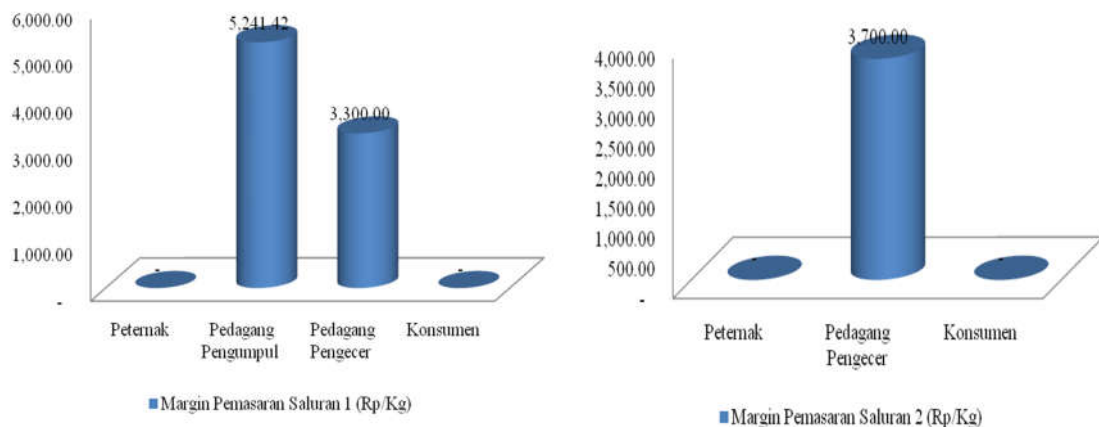 6,000.00
5,000.00
4,000.00
3,000.00
2,000.00
1,000.00
-
5,241.42
3,300.00
-
-
Peternak
Pedagang
Pengumpul
Pedagang
Pengecer
Konsumen
Margin Pemasaran Saluran 1 (Rp/Kg)
4,000.00
3,500.00
3,000.00
2,500.00
2,000.00
1,500.00
1,000.00
500.00
-
3,700.00
-
-
Peternak
Pedagang
Pengecer
Konsumen
Margin Pemasaran Saluran 2 (Rp/Kg)